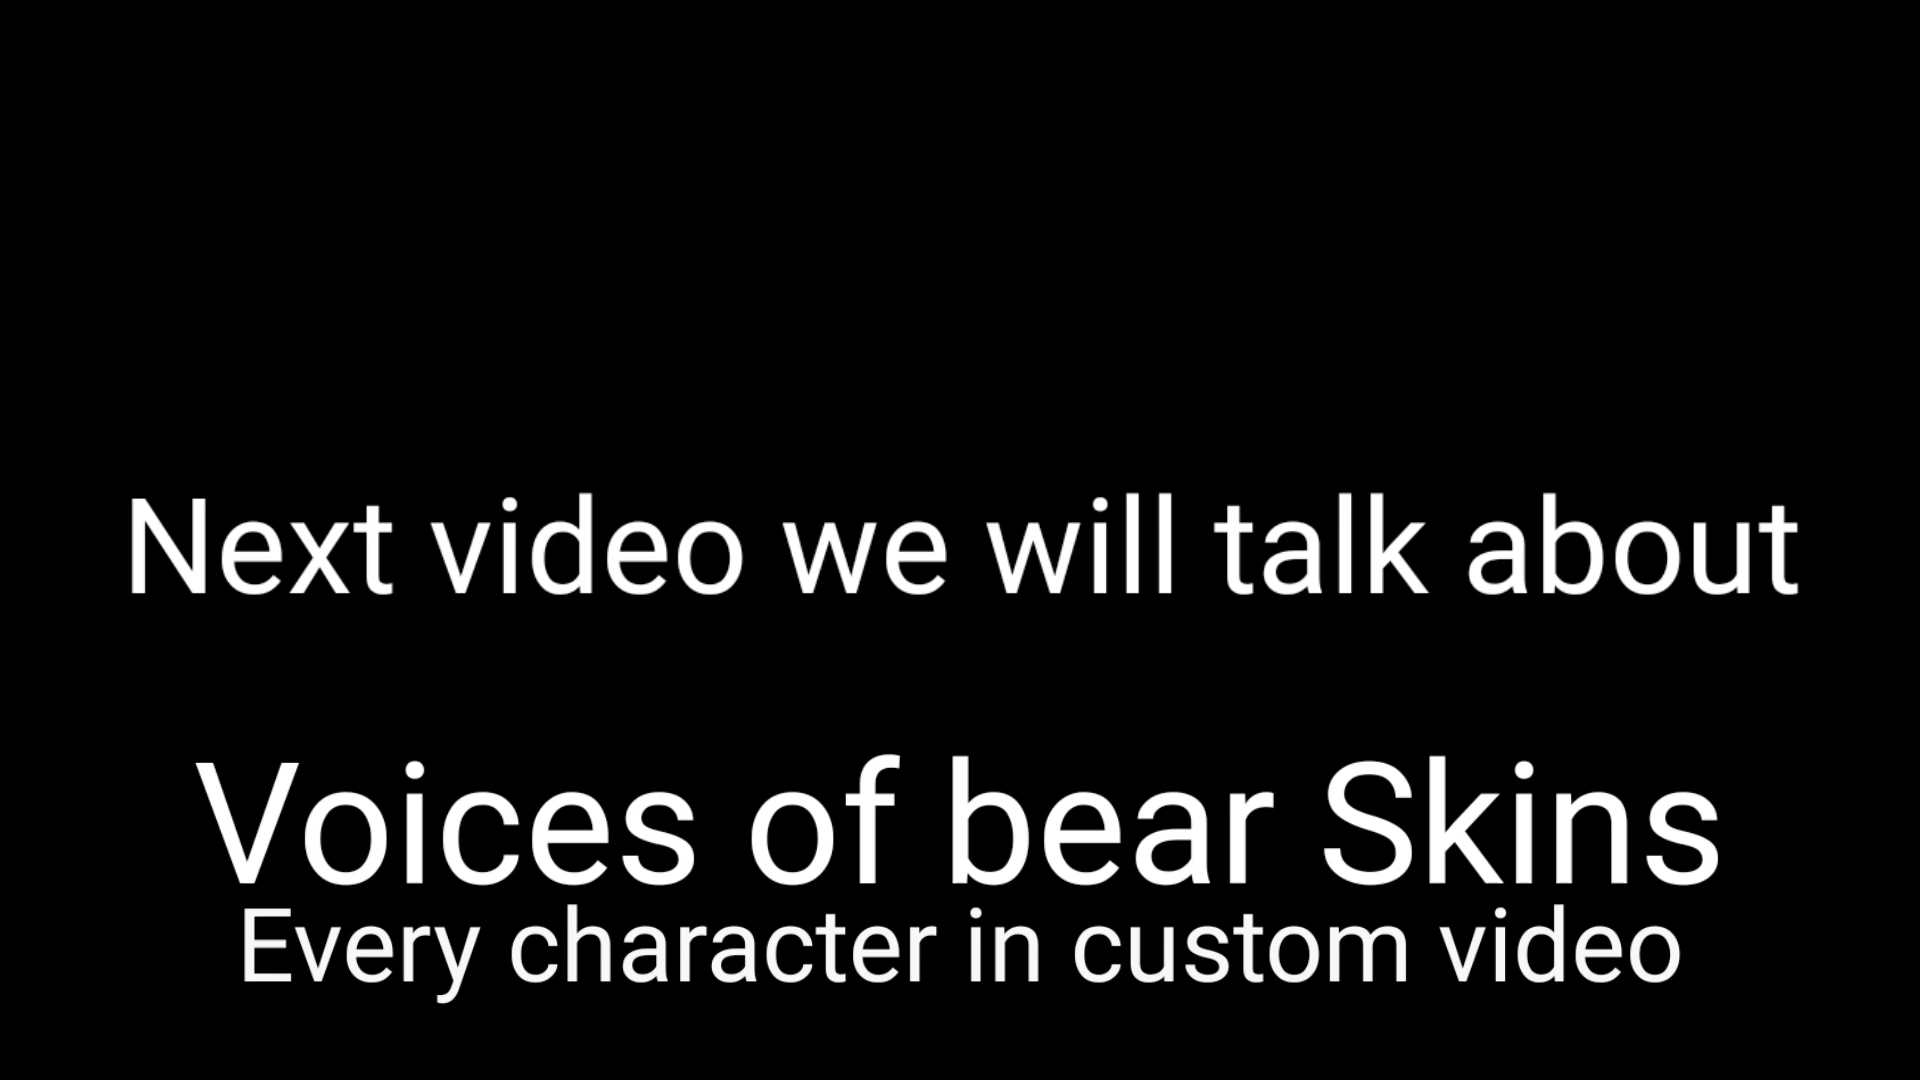 Next video we will talk about
Voices of bear Skins
Every character in custom video